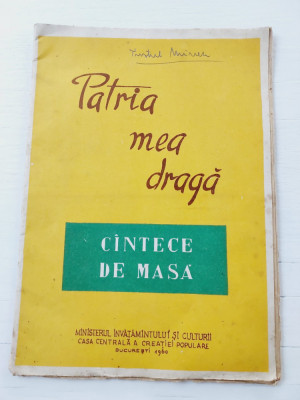 Patria
mea
dragă
CÎNTECE
DE MASĂ
MINISTERUL ÎNVĂȚĂMÎNTULUI ȘI CULTURII
CASA CENTRALĂ A CREAȚIEI POPULARE
BUCUREȘTI 1960